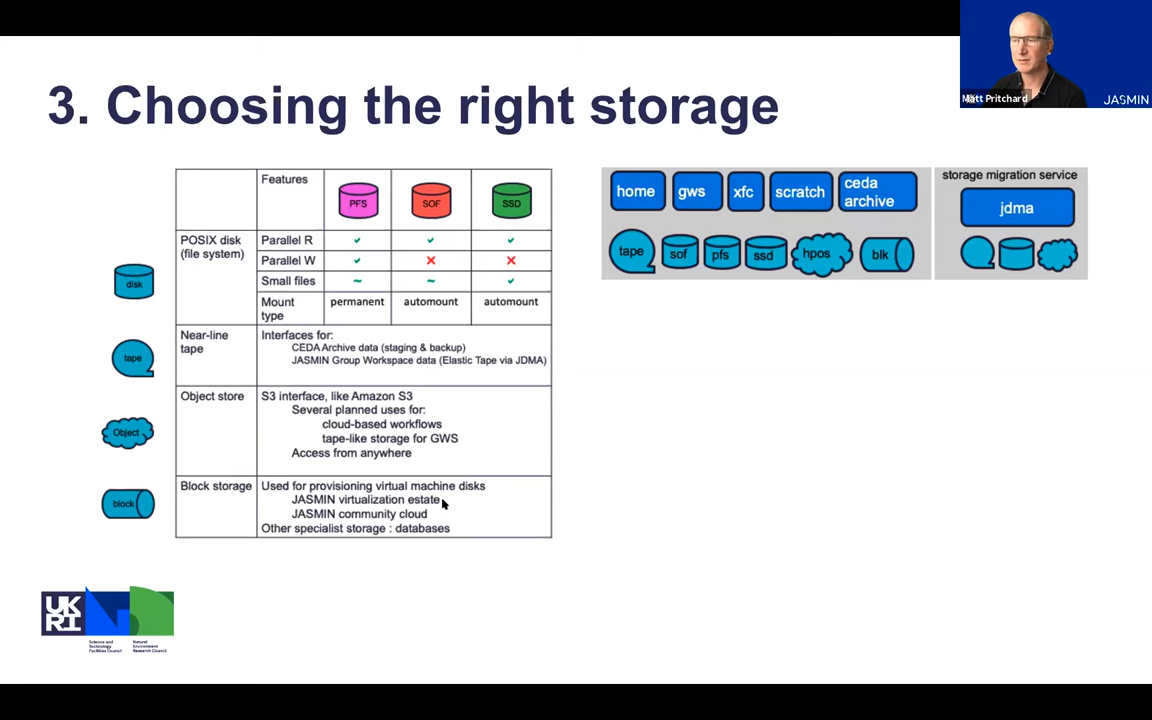 3. Choosing the right storage
Matt Pritchard
JASMIN
Features
PFS
SOF
SSD
POSIX disk
(file system)
Parallel R
✓ ✓ ✓
Parallel W
✓ ✗ ✗
Small files
~ ~ ✓
Mount
type
permanent
automount
automount
disk
Near-line
tape
Interfaces for:
CEDA Archive data (staging & backup)
JASMIN Group Workspace data (Elastic Tape via JDMA)
tape
Object store
S3 interface, like Amazon S3
Several planned uses for:
cloud-based workflows
tape-like storage for GWS
Access from anywhere
Object
Block storage
Used for provisioning virtual machine disks
JASMIN virtualization estate
JASMIN community cloud
Other specialist storage : databases
block
home
gws
xfc
scratch
ceda
archive
tape
sof
pfs
ssd
hpos
blk
storage migration service
jdma
UK
RI
Science and
Technology
Facilities Council
Natural
Environment
Research Council